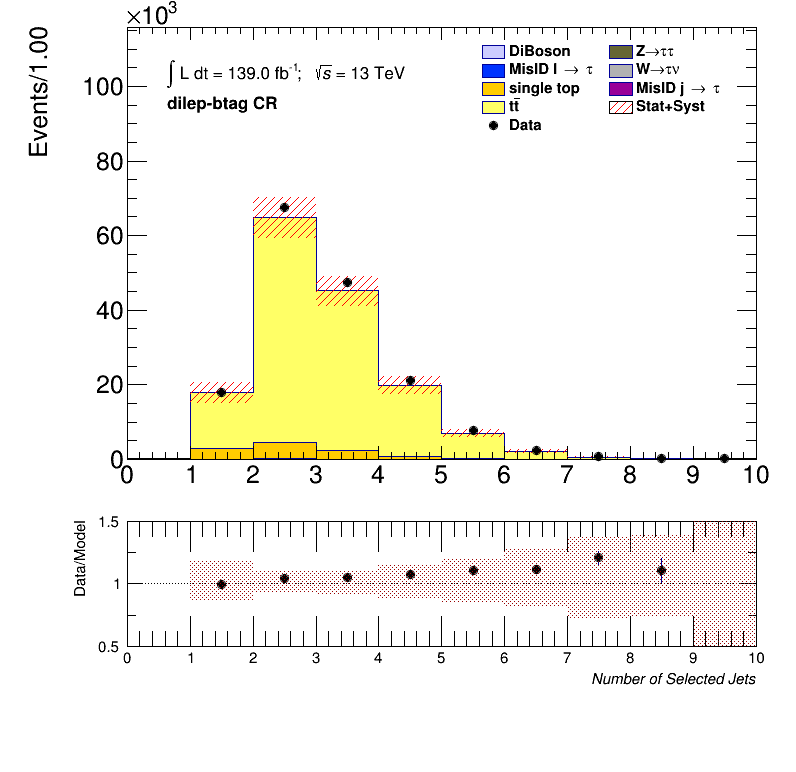 ×10³
Events/1.00
∫ L dt = 139.0 fb⁻¹; √s = 13 TeV
dilep-btag CR
DiBoson
MisID l → τ
single top
tt̄
Data
Z→ττ
W→τν
MisID j → τ
Stat+Syst
100
80
60
40
20
0
0 1 2 3 4 5 6 7 8 9 10
Data/Model
1.5
1
0.5
0 1 2 3 4 5 6 7 8 9 10
Number of Selected Jets